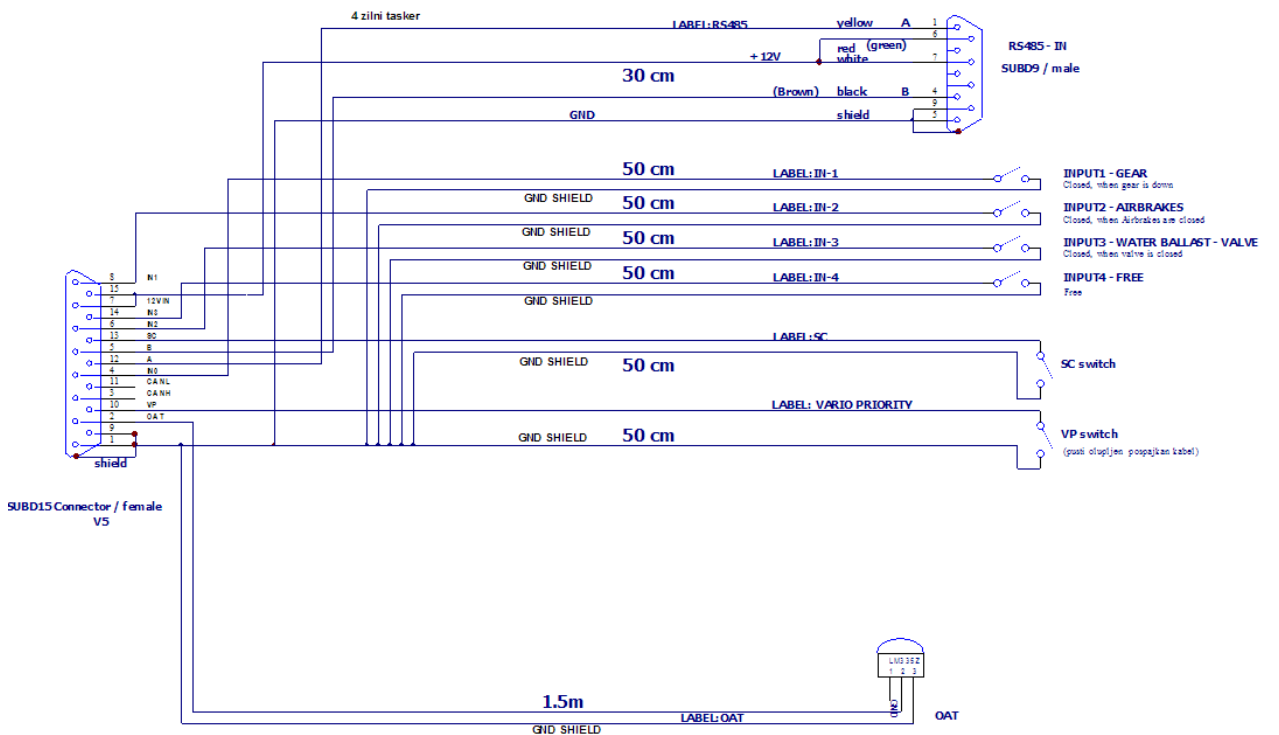 4 zilni tasker
LABEL:RS485
yellow
A
1
6
(green)
red
white
7
+ 12V
30 cm
(Brown)
black
B
4
9
GND
shield
5
RS485 - IN
SUBD9 / male
50 cm
LABEL:IN-1
INPUT1 - GEAR
Closed, when gear is down
GND SHIELD
50 cm
LABEL:IN-2
INPUT2 - AIRBRAKES
Closed, when Airbrakes are closed
GND SHIELD
50 cm
LABEL:IN-3
INPUT3 - WATER BALLAST - VALVE
Closed, when valve is closed
GND SHIELD
50 cm
LABEL:IN-4
INPUT4 - FREE
Free
GND SHIELD
8 IN1
15
7 12VIN
14 IN3
6 IN2
13 SC
5 B
12 A
4 IN0
11 CANL
3 CANH
10 VP
2 OAT
9
1
shield
SUBD15 Connector / female
V5
LABEL:SC
GND SHIELD
50 cm
SC switch
LABEL: VARIO PRIORITY
GND SHIELD
50 cm
VP switch
(pusti olupljen pospajkan kabel)
LM335Z
1 2 3
GND
1.5m
LABEL:OAT
OAT
GND SHIELD